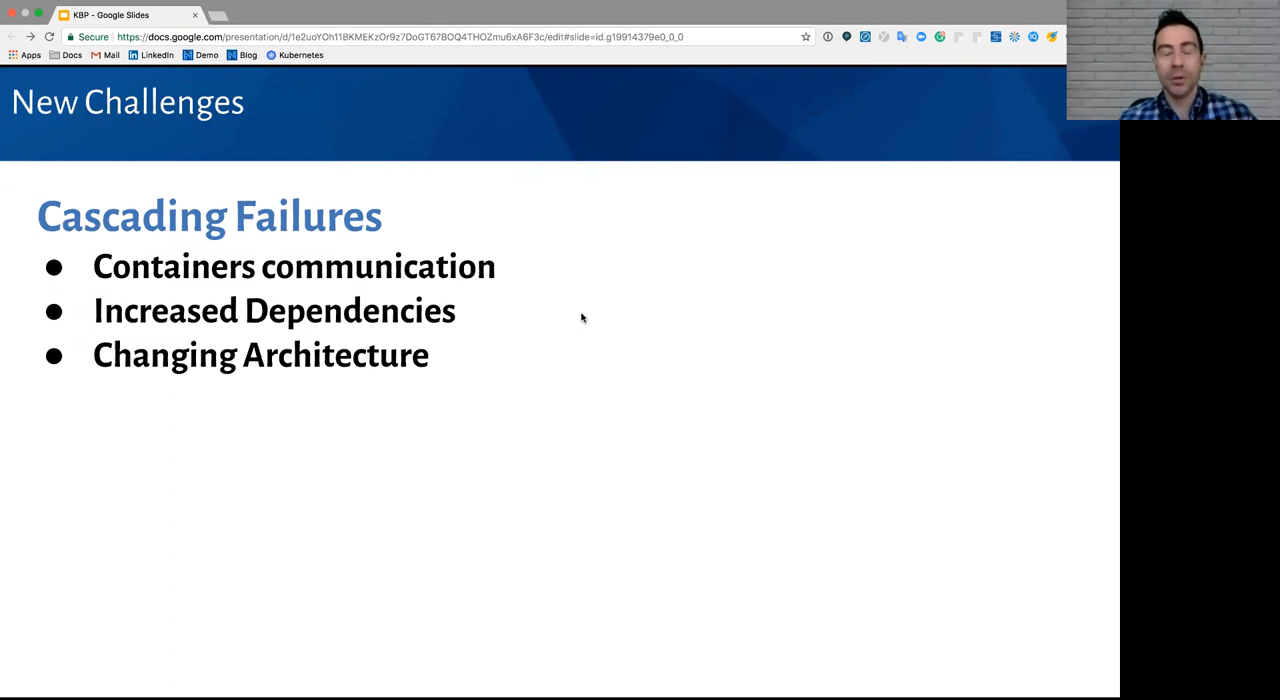 KBP - Google Slides
Secure https://docs.google.com/presentation/d/1e2uoYOh11BKMEKzOr9z7DoGT67BOQ4THOZmu6xA6F3c/edit#slide=id.g19914379e0_0_0
Apps Docs Mail LinkedIn Demo Blog Kubernetes
New Challenges
Cascading Failures
● Containers communication
● Increased Dependencies
● Changing Architecture